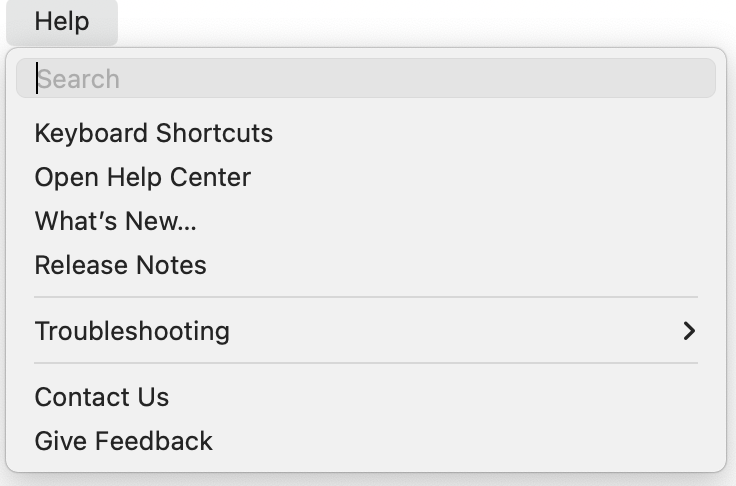 Help
Search
Keyboard Shortcuts
Open Help Center
What’s New...
Release Notes
Troubleshooting
Contact Us
Give Feedback